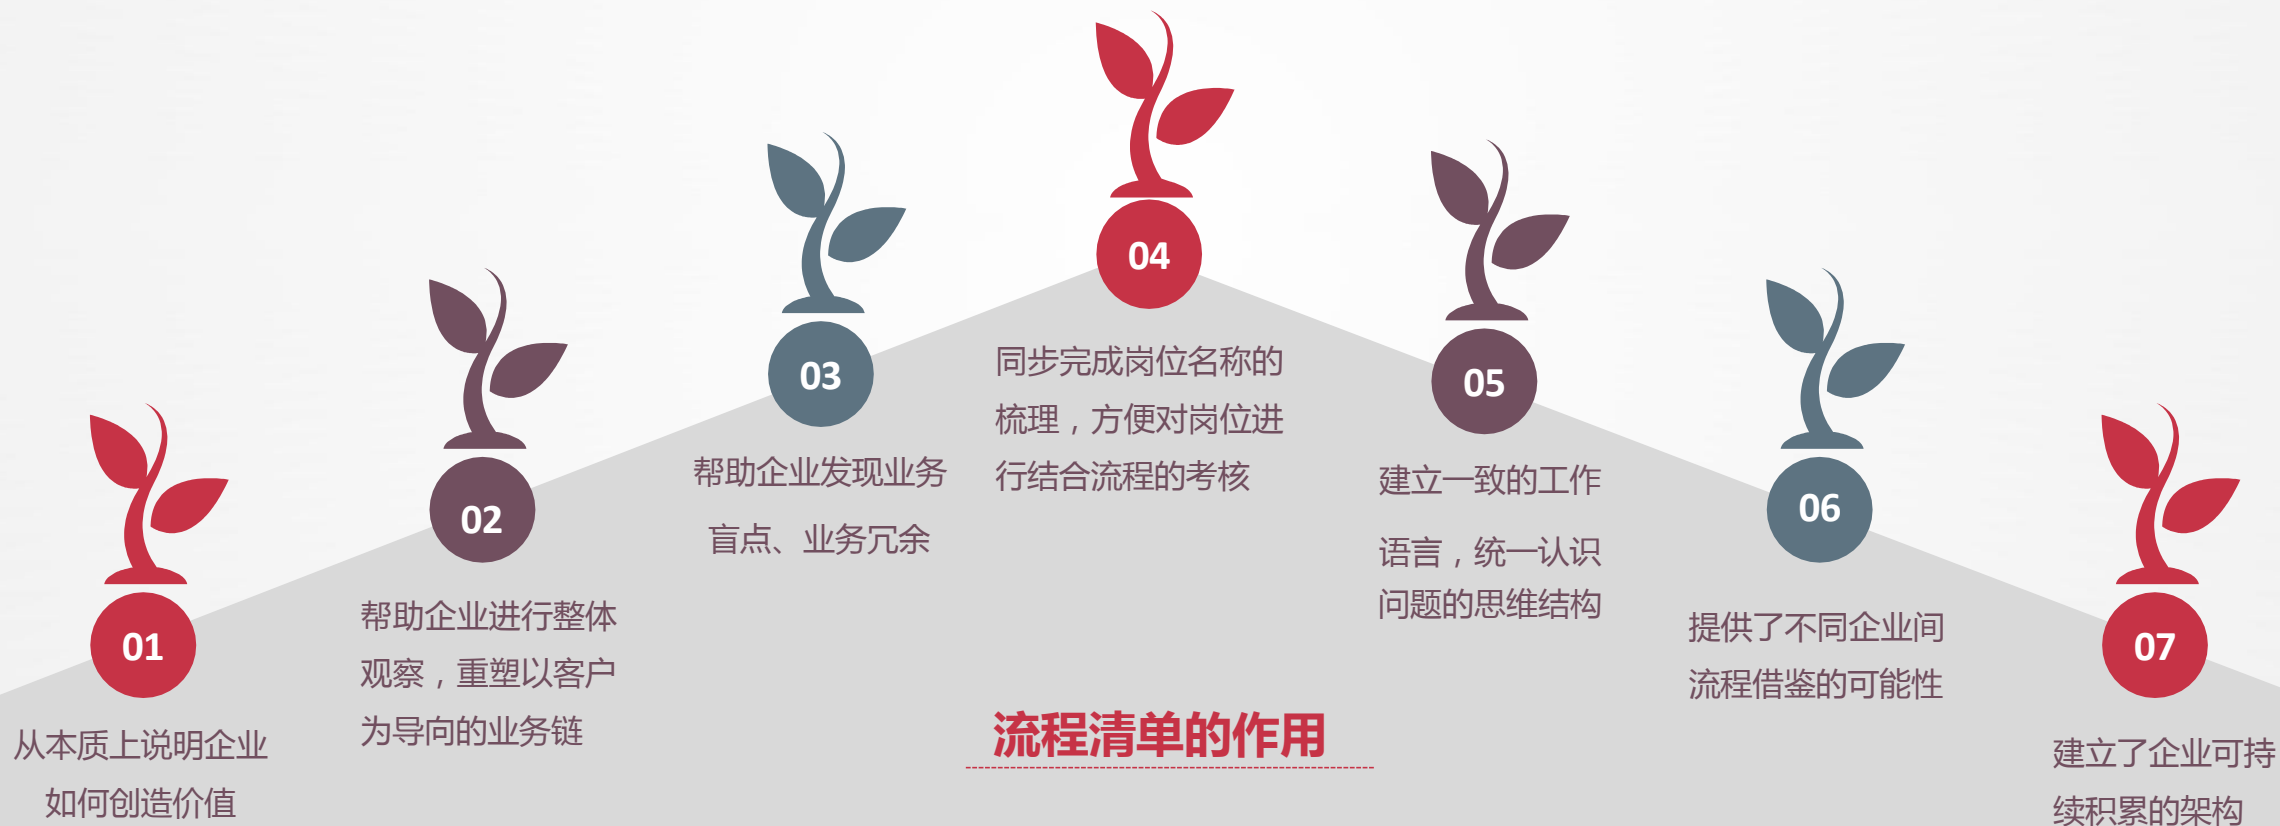 01
从本质上说明企业
如何创造价值
02
帮助企业进行整体
观察，重塑以客户
为导向的业务链
03
帮助企业发现业务
盲点、业务冗余
04
同步完成岗位名称的
梳理，方便对岗位进
行结合流程的考核
05
建立一致的工作
语言，统一认识
问题的思维结构
06
提供了不同企业间
流程借鉴的可能性
07
建立了企业可持
续积累的架构
流程清单的作用